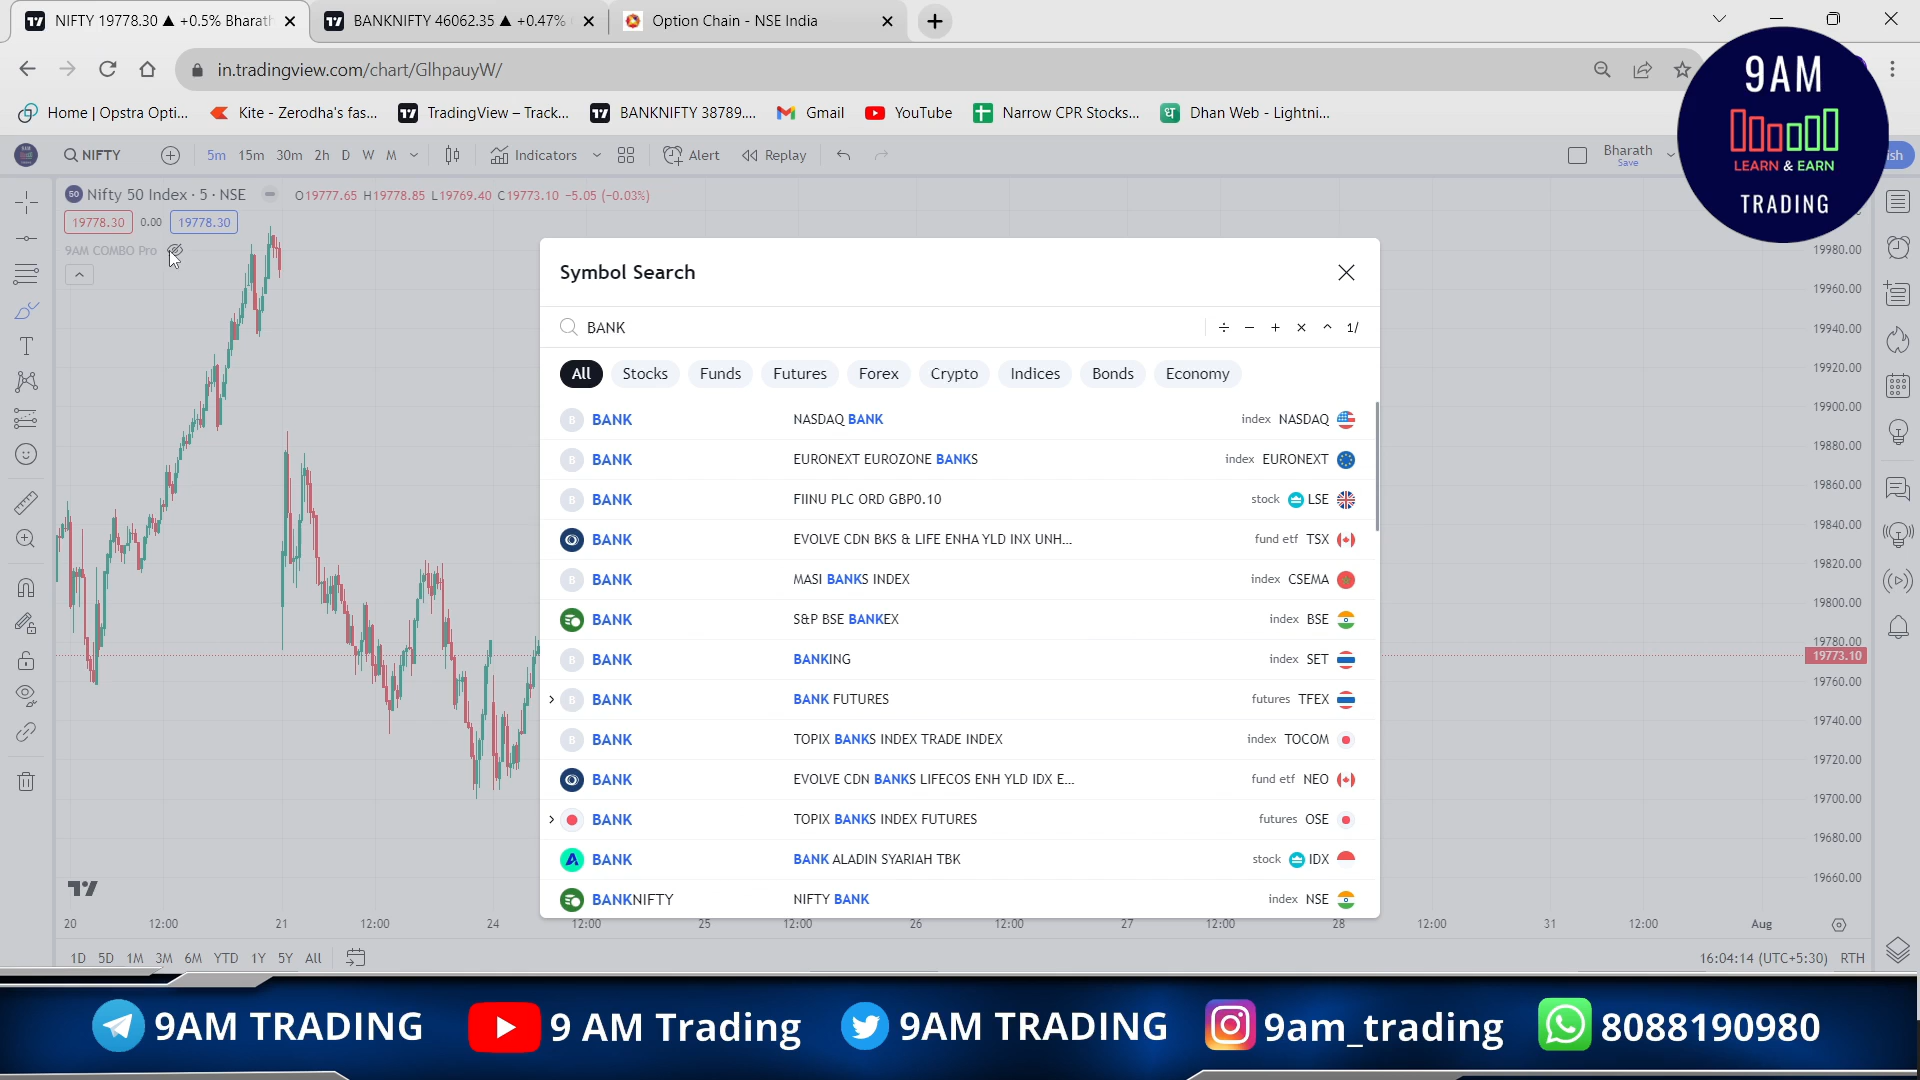 NIFTY 19778.30 ▲ +0.5% Bharath
BANKNIFTY 46062.35 ▲ +0.47%
Option Chain - NSE India
in.tradingview.com/chart/GlhpauyW/
Home | Opstra Opti...
Kite - Zerodha's fas...
TradingView – Track...
BANKNIFTY 38789....
Gmail
YouTube
Narrow CPR Stocks...
Dhan Web - Lightni...
9AM
LEARN & EARN
TRADING
NIFTY
5m 15m 30m 2h D W M
Indicators
Alert
Replay
Bharath
Save
ish
50 Nifty 50 Index · 5 · NSE
O19777.65 H19778.85 L19769.40 C19773.10 -5.05 (-0.03%)
19778.30 0.00 19778.30
9AM COMBO Pro
Symbol Search
BANK
÷ − + × ^ 1/
All Stocks Funds Futures Forex Crypto Indices Bonds Economy
BANK NASDAQ BANK index NASDAQ
BANK EURONEXT EUROZONE BANKS index EURONEXT
BANK FIINU PLC ORD GBP0.10 stock LSE
BANK EVOLVE CDN BKS & LIFE ENHA YLD INX UNH... fund etf TSX
BANK MASI BANKS INDEX index CSEMA
BANK S&P BSE BANKEX index BSE
BANK BANKING index SET
BANK BANK FUTURES futures TFEX
BANK TOPIX BANKS INDEX TRADE INDEX index TOCOM
BANK EVOLVE CDN BANKS LIFECOS ENH YLD IDX E... fund etf NEO
BANK TOPIX BANKS INDEX FUTURES futures OSE
BANK BANK ALADIN SYARIAH TBK stock IDX
BANKNIFTY NIFTY BANK index NSE
19980.00
19960.00
19940.00
19920.00
19900.00
19880.00
19860.00
19840.00
19820.00
19800.00
19780.00
19773.10
19760.00
19740.00
19720.00
19700.00
19680.00
19660.00
20 12:00 21 12:00 24 12:00 25 12:00 26 12:00 27 12:00 28 12:00 31 12:00 Aug
1D 5D 1M 3M 6M YTD 1Y 5Y All
16:04:14 (UTC+5:30) RTH
9AM TRADING
9 AM Trading
9AM TRADING
9am_trading
8088190980